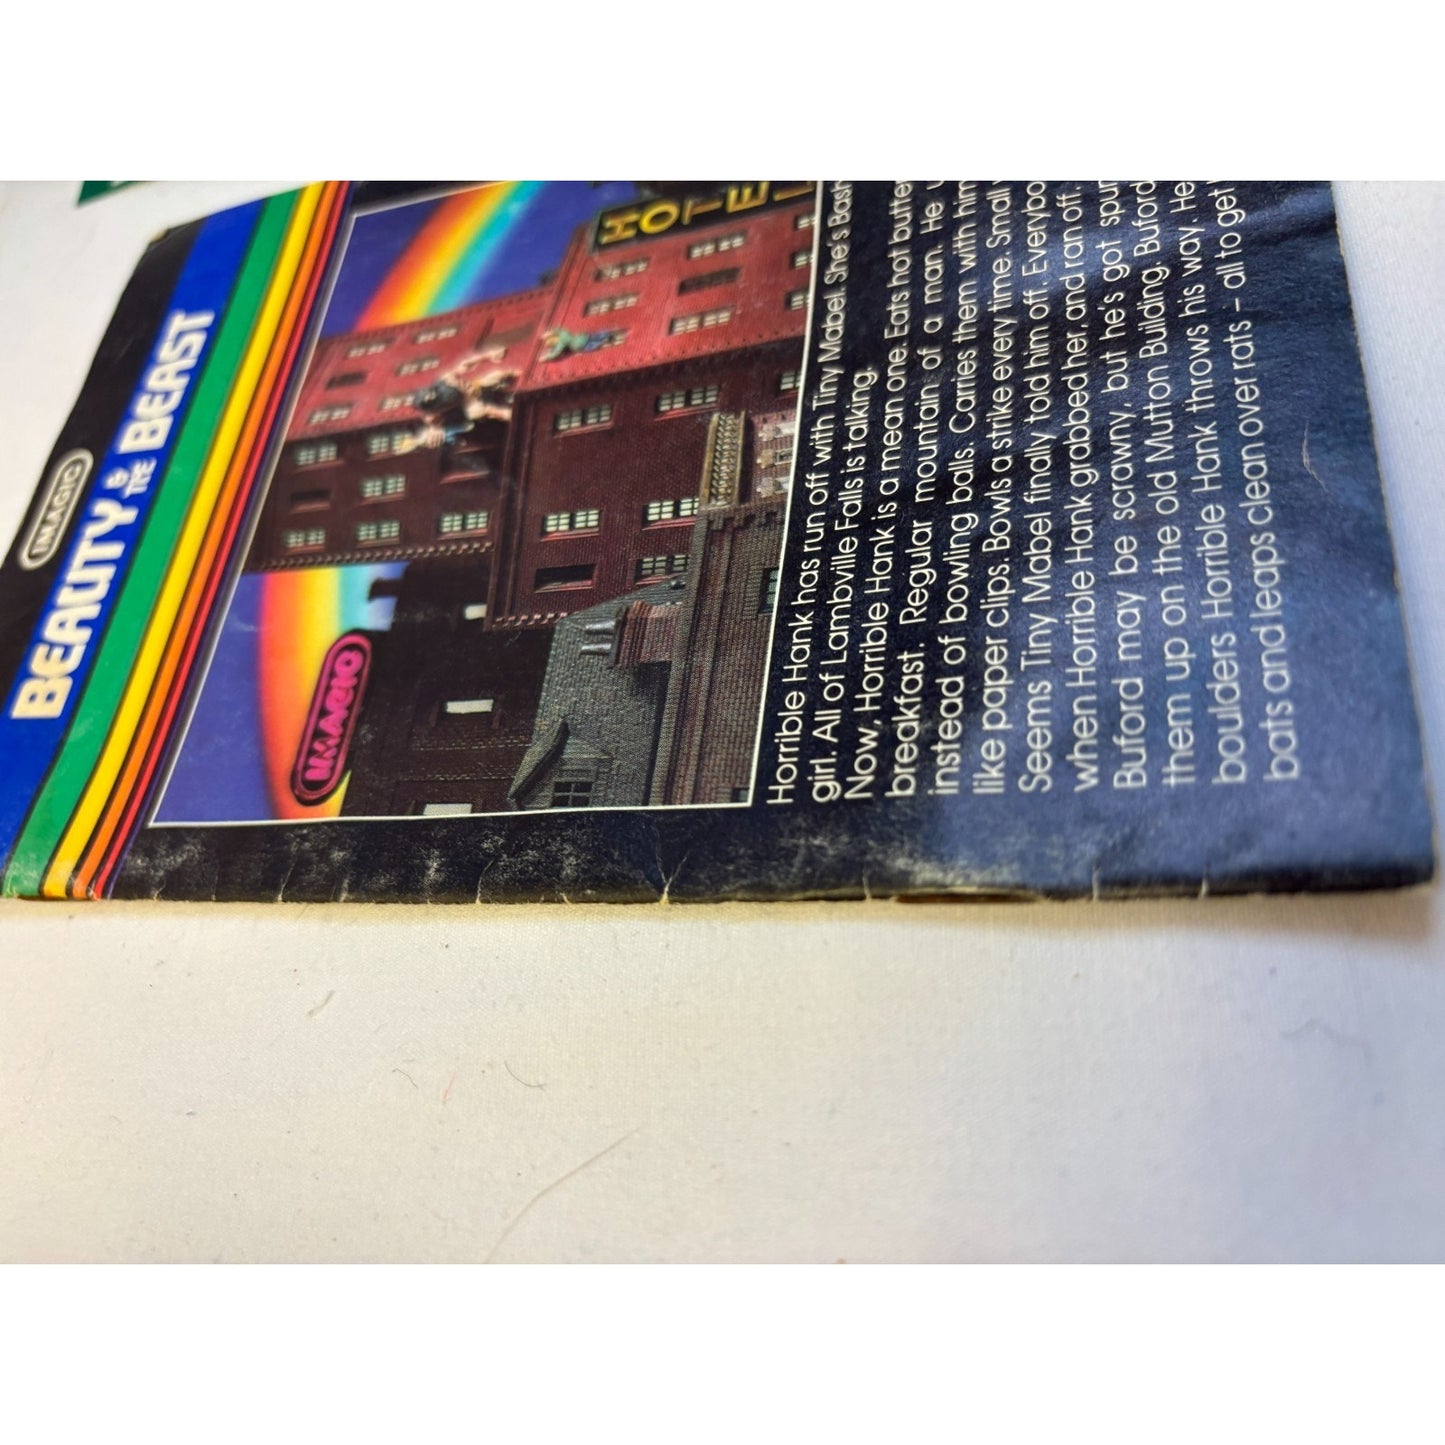 IMAGIC
BEAUTY & THE BEAST
HOTEL
IMAGIC
Horrible Hank has run off with Tiny Mabel. She's Bash
girl. All of Lambville Falls is talking.
Now, Horrible Hank is a mean one. Eats hot butter
breakfast. Regular mountain of a man. He u
instead of bowling balls. Carries them with him
like paper clips. Bowls a strike every time. Small
Seems Tiny Mabel finally told him off. Everybo
when Horrible Hank grabbed her, and ran off.
Buford may be scrawny, but he's got spun
them up on the old Mutton Building. Buford
boulders Horrible Hank throws his way. He
bats and leaps clean over rats - all to get